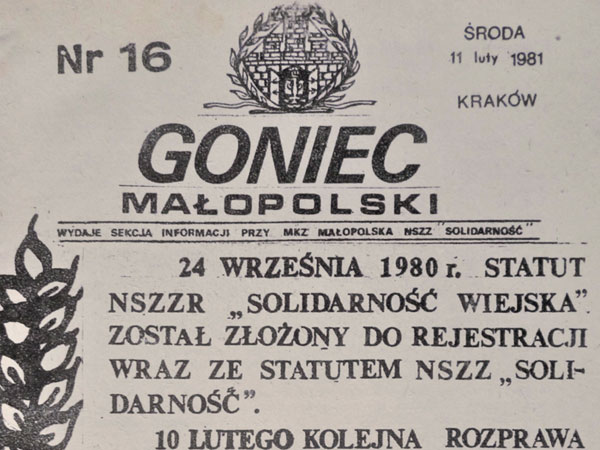 Nr 16
ŚRODA
11 luty 1981
KRAKÓW
GONIEC
MAŁOPOLSKI
WYDAJE SEKCJA INFORMACJI PRZY MKZ MAŁOPOLSKA NSZZ "SOLIDARNOŚĆ"
24 WRZEŚNIA 1980 r. STATUT
NSZZR „SOLIDARNOŚĆ WIEJSKA”
ZOSTAŁ ZŁOŻONY DO REJESTRACJI
WRAZ ZE STATUTEM NSZZ „SOLI-
DARNOŚĆ”.
10 LUTEGO KOLEJNA ROZPRAWA